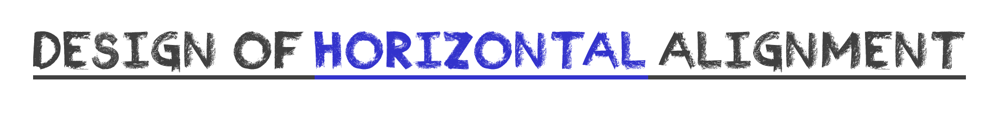 DESIGN OF HORIZONTAL ALIGNMENT